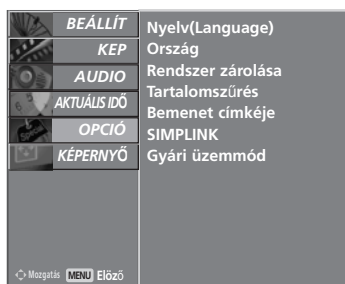 BEÁLLÍT
KEP
AUDIO
AKTUÁLIS IDŐ
OPCIÓ
KÉPERNYŐ
Nyelv(Language)
Ország
Rendszer zárolása
Tartalomszűrés
Bemenet címkéje
SIMPLINK
Gyári üzemmód
Mozgatás MENU Előző